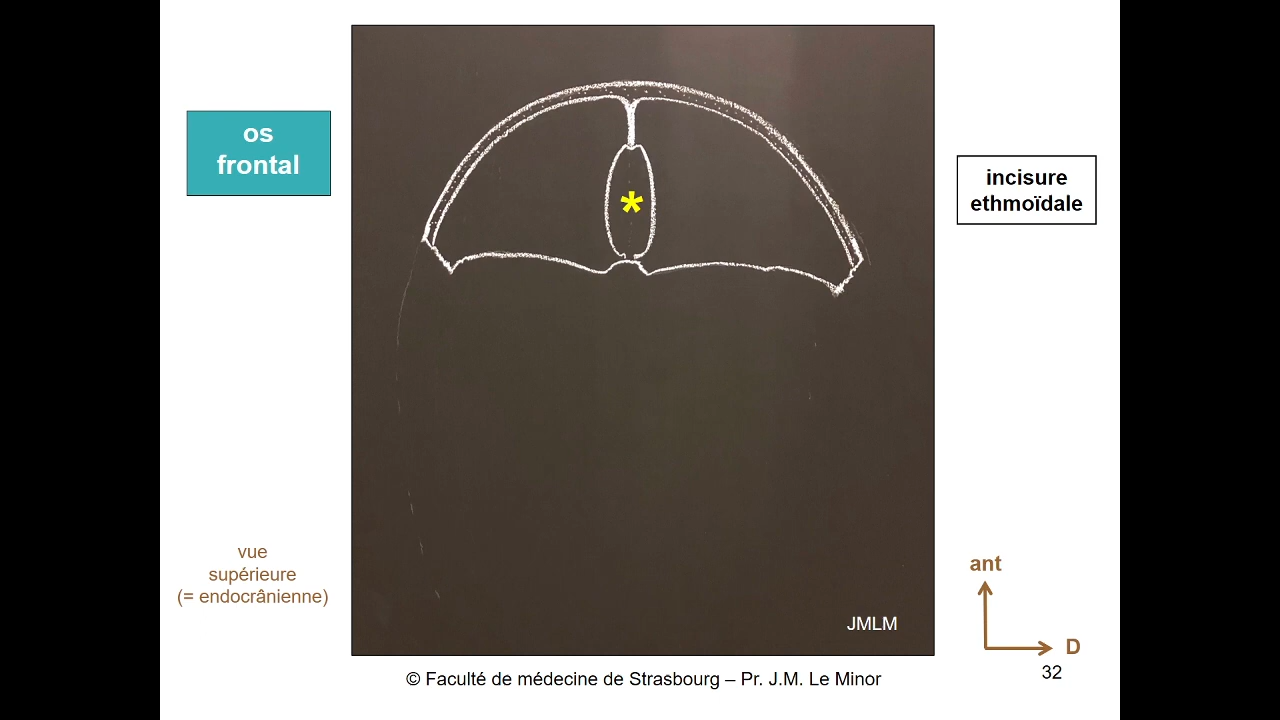 os
frontal
*
incisure
ethmoïdale
vue
supérieure
(= endocrânienne)
ant
D
JMLM
32
© Faculté de médecine de Strasbourg – Pr. J.M. Le Minor